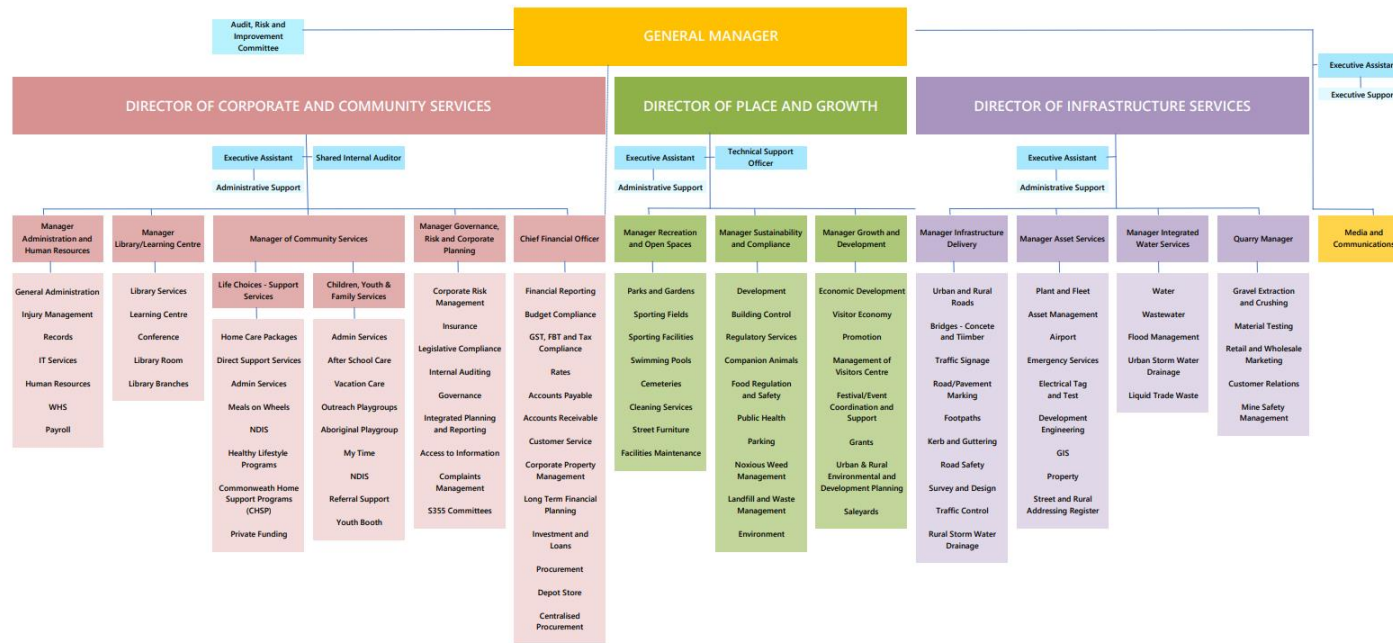 Audit, Risk and
Improvement
Committee
GENERAL MANAGER
Executive Assistant
Executive Support
DIRECTOR OF CORPORATE AND COMMUNITY SERVICES
DIRECTOR OF PLACE AND GROWTH
DIRECTOR OF INFRASTRUCTURE SERVICES
Executive Assistant
Shared Internal Auditor
Administrative Support
Executive Assistant
Technical Support
Officer
Administrative Support
Executive Assistant
Administrative Support
Manager
Administration and
Human Resources
Manager
Library/Learning Centre
Manager of Community Services
Manager Governance,
Risk and Corporate
Planning
Chief Financial Officer
Manager Recreation
and Open Spaces
Manager Sustainability
and Compliance
Manager Growth and
Development
Manager Infrastructure
Delivery
Manager Asset Services
Manager Integrated
Water Services
Quarry Manager
Media and
Communications
General Administration
Injury Management
Records
IT Services
Human Resources
WHS
Payroll
Library Services
Learning Centre
Conference
Library Room
Library Branches
Life Choices - Support
Services
Home Care Packages
Direct Support Services
Admin Services
Meals on Wheels
NDIS
Healthy Lifestyle
Programs
Commonweath Home
Support Programs
(CHSP)
Private Funding
Children, Youth &
Family Services
Admin Services
After School Care
Vacation Care
Outreach Playgroups
Aboriginal Playgroup
My Time
NDIS
Referral Support
Youth Booth
Corporate Risk
Management
Insurance
Legislative Compliance
Internal Auditing
Governance
Integrated Planning
and Reporting
Access to Information
Complaints
Management
S355 Committees
Financial Reporting
Budget Compliance
GST, FBT and Tax
Compliance
Rates
Accounts Payable
Accounts Receivable
Customer Service
Corporate Property
Management
Long Term Financial
Planning
Investment and
Loans
Procurement
Depot Store
Centralised
Procurement
Parks and Gardens
Sporting Fields
Sporting Facilities
Swimming Pools
Cemeteries
Cleaning Services
Street Furniture
Facilities Maintenance
Development
Building Control
Regulatory Services
Companion Animals
Food Regulation
and Safety
Public Health
Parking
Noxious Weed
Management
Landfill and Waste
Management
Environment
Economic Development
Visitor Economy
Promotion
Management of
Visitors Centre
Festival/Event
Coordination and
Support
Grants
Urban & Rural
Environmental and
Development Planning
Saleyards
Urban and Rural
Roads
Bridges - Concete
and Tiimber
Traffic Signage
Road/Pavement
Marking
Footpaths
Kerb and Guttering
Road Safety
Survey and Design
Traffic Control
Rural Storm Water
Drainage
Plant and Fleet
Asset Management
Airport
Emergency Services
Electrical Tag
and Test
Development
Engineering
GIS
Property
Street and Rural
Addressing Register
Water
Wastewater
Flood Management
Urban Storm Water
Drainage
Liquid Trade Waste
Gravel Extraction
and Crushing
Material Testing
Retail and Wholesale
Marketing
Customer Relations
Mine Safety
Management